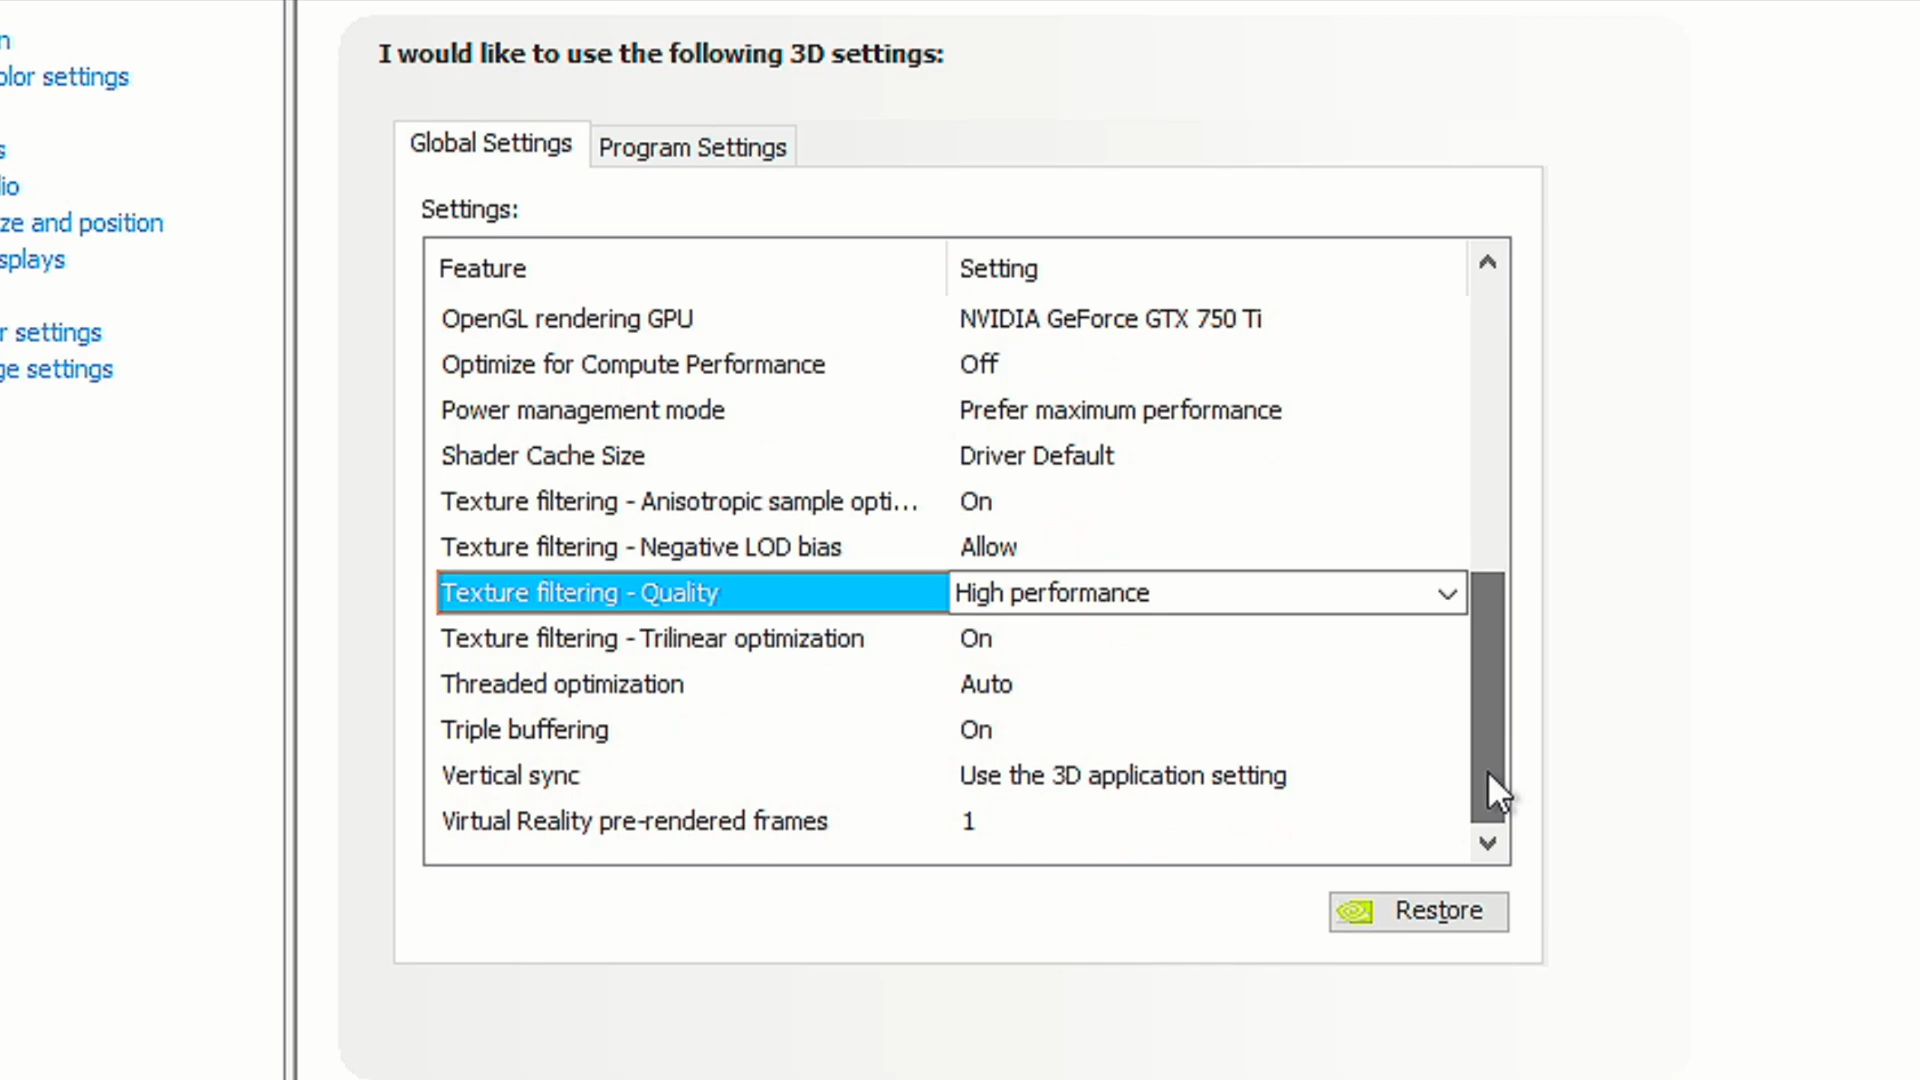 n
olor settings
s
io
ze and position
splays
r settings
ge settings
I would like to use the following 3D settings:
Global Settings
Program Settings
Settings:
Feature Setting
OpenGL rendering GPU NVIDIA GeForce GTX 750 Ti
Optimize for Compute Performance Off
Power management mode Prefer maximum performance
Shader Cache Size Driver Default
Texture filtering - Anisotropic sample opti... On
Texture filtering - Negative LOD bias Allow
Texture filtering - Quality High performance
Texture filtering - Trilinear optimization On
Threaded optimization Auto
Triple buffering On
Vertical sync Use the 3D application setting
Virtual Reality pre-rendered frames 1
Restore